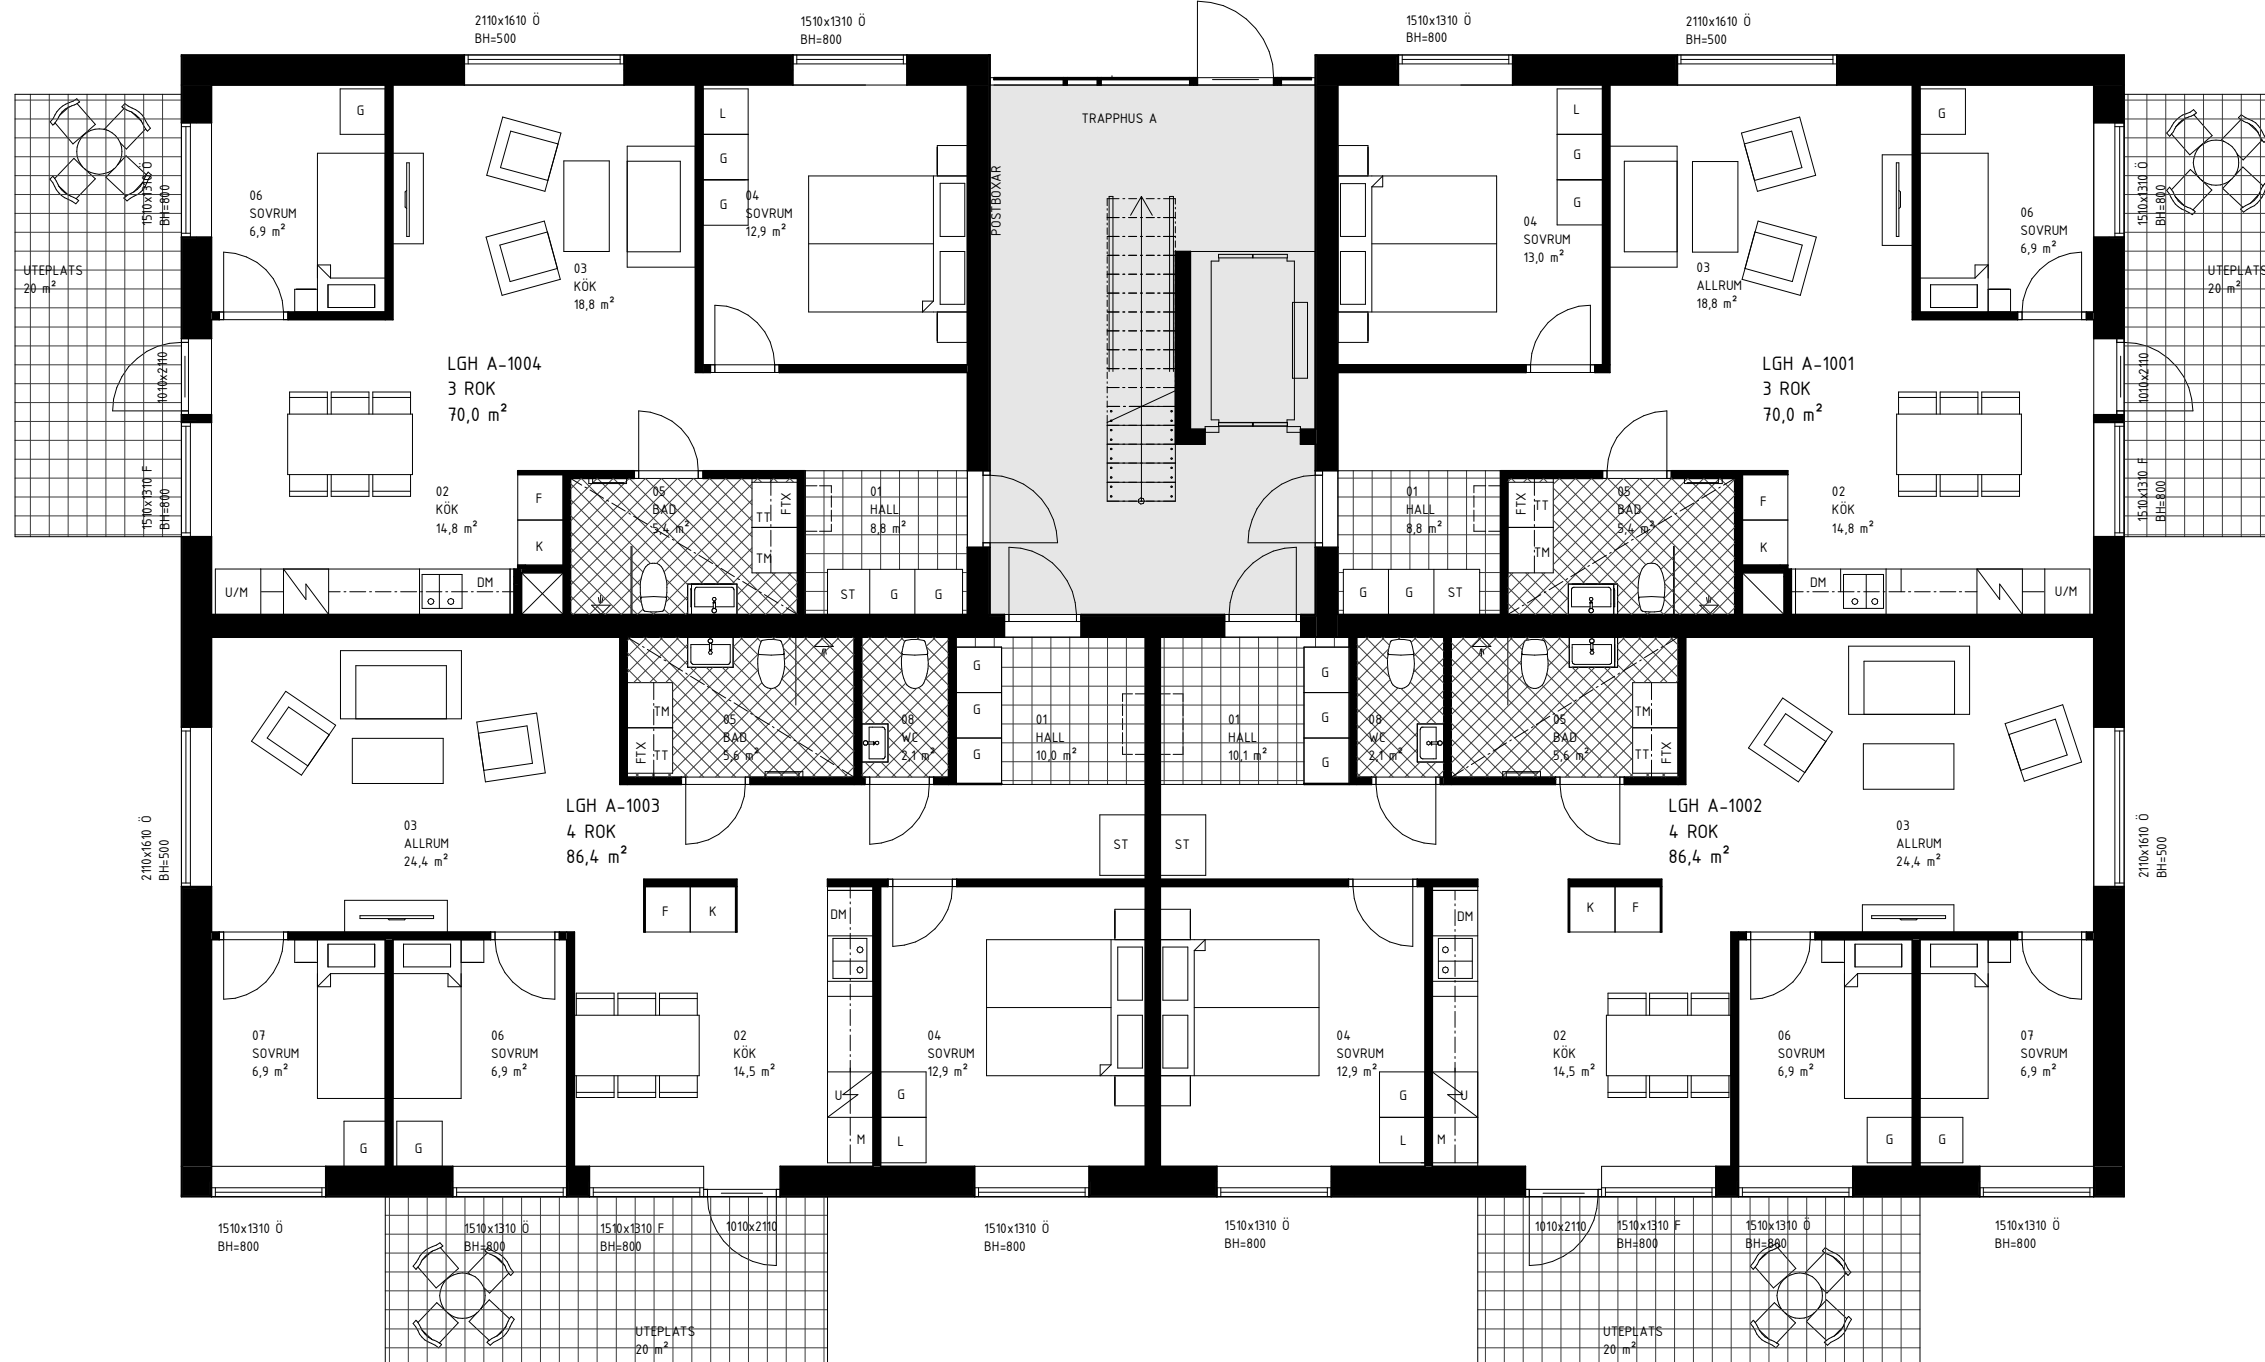 2110x1610 Ö
BH=500
1510x1310 Ö
BH=800
1510x1310 Ö
BH=800
2110x1610 Ö
BH=500
TRAPPHUS A
POSTBOXAR
G
06
SOVRUM
6,9 m²
1510x1310 Ö
BH=800
UTEPLATS
20 m²
03
KÖK
18,8 m²
L
G
G
04
SOVRUM
12,9 m²
LGH A-1004
3 ROK
70,0 m²
1010x2110
1510x1310 F
BH=800
02
KÖK
14,8 m²
F
K
U/M
DM
05
BAD
5,4 m²
TT
FTX
TM
01
HALL
8,8 m²
ST
G
G
L
G
G
04
SOVRUM
13,0 m²
03
ALLRUM
18,8 m²
G
06
SOVRUM
6,9 m²
1510x1310 Ö
BH=800
UTEPLATS
20 m²
LGH A-1001
3 ROK
70,0 m²
1010x2110
1510x1310 F
BH=800
01
HALL
8,8 m²
G
G
ST
FTX
TT
TM
05
BAD
5,4 m²
F
K
02
KÖK
14,8 m²
DM
U/M
TM
FTX
TT
05
BAD
5,6 m²
08
WC
2,1 m²
G
G
G
01
HALL
10,0 m²
LGH A-1003
4 ROK
86,4 m²
03
ALLRUM
24,4 m²
2110x1610 Ö
BH=500
ST
F
K
DM
07
SOVRUM
6,9 m²
06
SOVRUM
6,9 m²
02
KÖK
14,5 m²
04
SOVRUM
12,9 m²
U
M
G
L
G
G
01
HALL
10,1 m²
G
G
G
08
WC
2,1 m²
05
BAD
5,6 m²
TM
TT
FTX
LGH A-1002
4 ROK
86,4 m²
03
ALLRUM
24,4 m²
2110x1610 Ö
BH=500
ST
K
F
DM
04
SOVRUM
12,9 m²
02
KÖK
14,5 m²
06
SOVRUM
6,9 m²
07
SOVRUM
6,9 m²
G
L
U
M
G
G
1510x1310 Ö
BH=800
1510x1310 Ö
BH=800
1510x1310 F
BH=800
1010x2110
1510x1310 Ö
BH=800
1510x1310 Ö
BH=800
1010x2110
1510x1310 F
BH=800
1510x1310 Ö
BH=800
1510x1310 Ö
BH=800
UTEPLATS
20 m²
UTEPLATS
20 m²